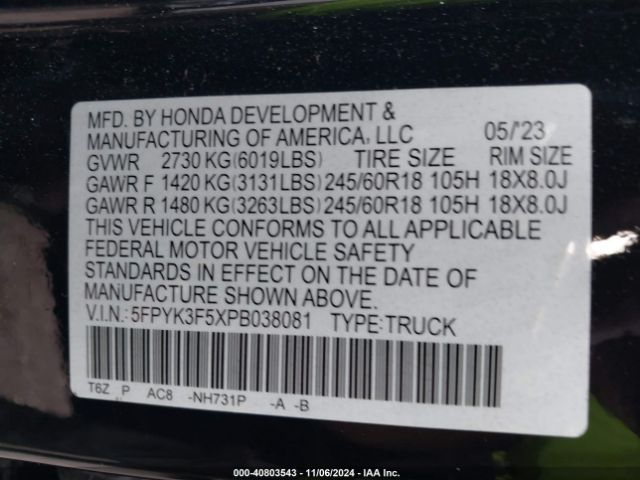 MFD. BY HONDA DEVELOPMENT &
MANUFACTURING OF AMERICA, LLC 05/'23
GVWR 2730 KG(6019LBS) TIRE SIZE RIM SIZE
GAWR F 1420 KG(3131LBS) 245/60R18 105H 18X8.0J
GAWR R 1480 KG(3263LBS) 245/60R18 105H 18X8.0J
THIS VEHICLE CONFORMS TO ALL APPLICABLE
FEDERAL MOTOR VEHICLE SAFETY
STANDARDS IN EFFECT ON THE DATE OF
MANUFACTURE SHOWN ABOVE.
V.I.N.: 5FPYK3F5XPB038081 TYPE:TRUCK
T6Z P AC8 -NH731P -A -B
000-40803543 - 11/06/2024 - IAA Inc.